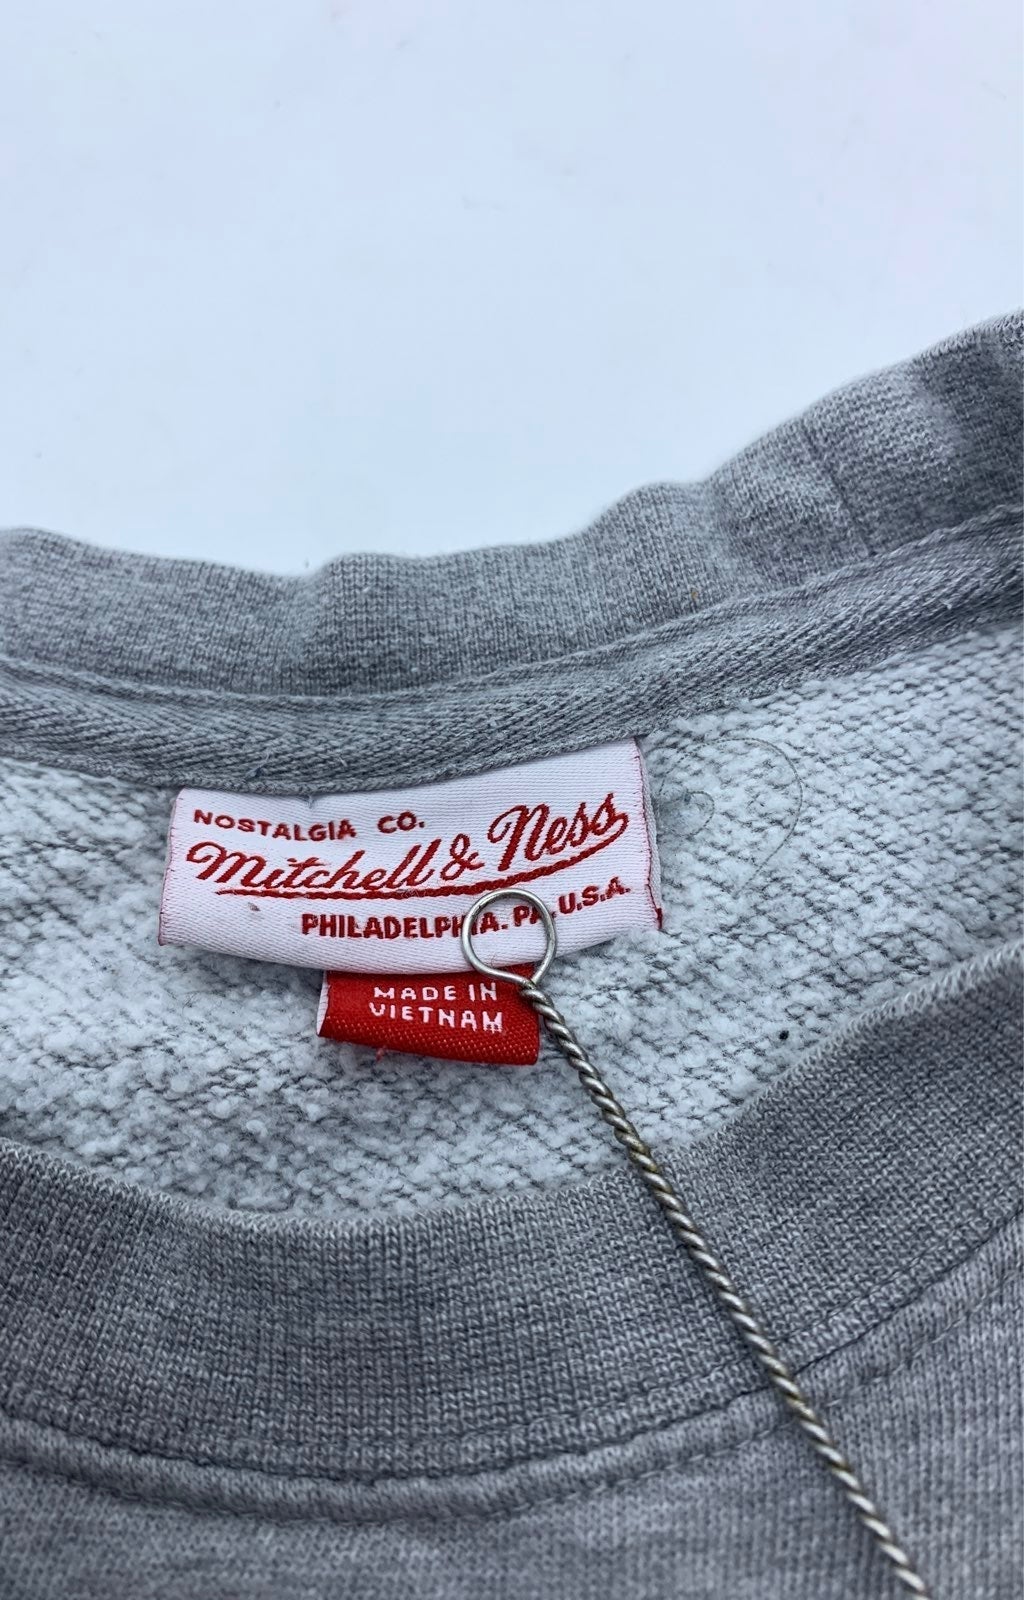 NOSTALGIA CO.
Mitchell & Ness
PHILADELPHIA. PA. U.S.A.
MADE IN
VIETNAM